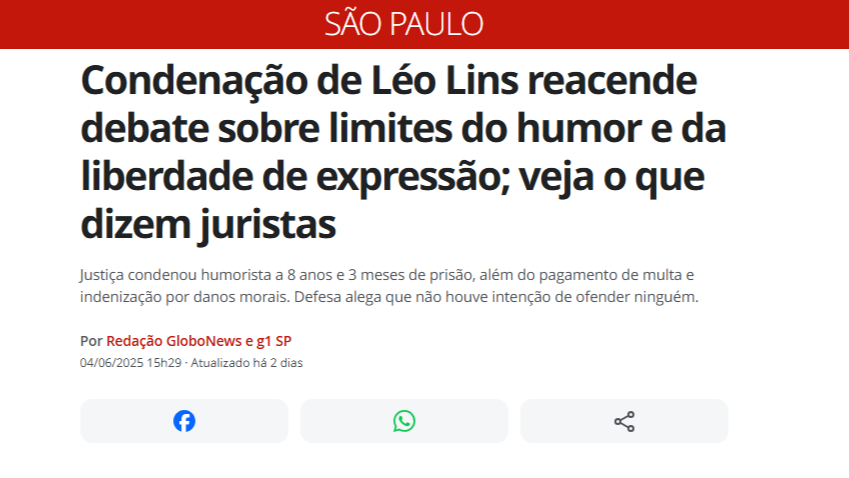 SÃO PAULO
Condenação de Léo Lins reacende
debate sobre limites do humor e da
liberdade de expressão; veja o que
dizem juristas
Justiça condenou humorista a 8 anos e 3 meses de prisão, além do pagamento de multa e
indenização por danos morais. Defesa alega que não houve intenção de ofender ninguém.
Por Redação GloboNews e g1 SP
04/06/2025 15h29 · Atualizado há 2 dias